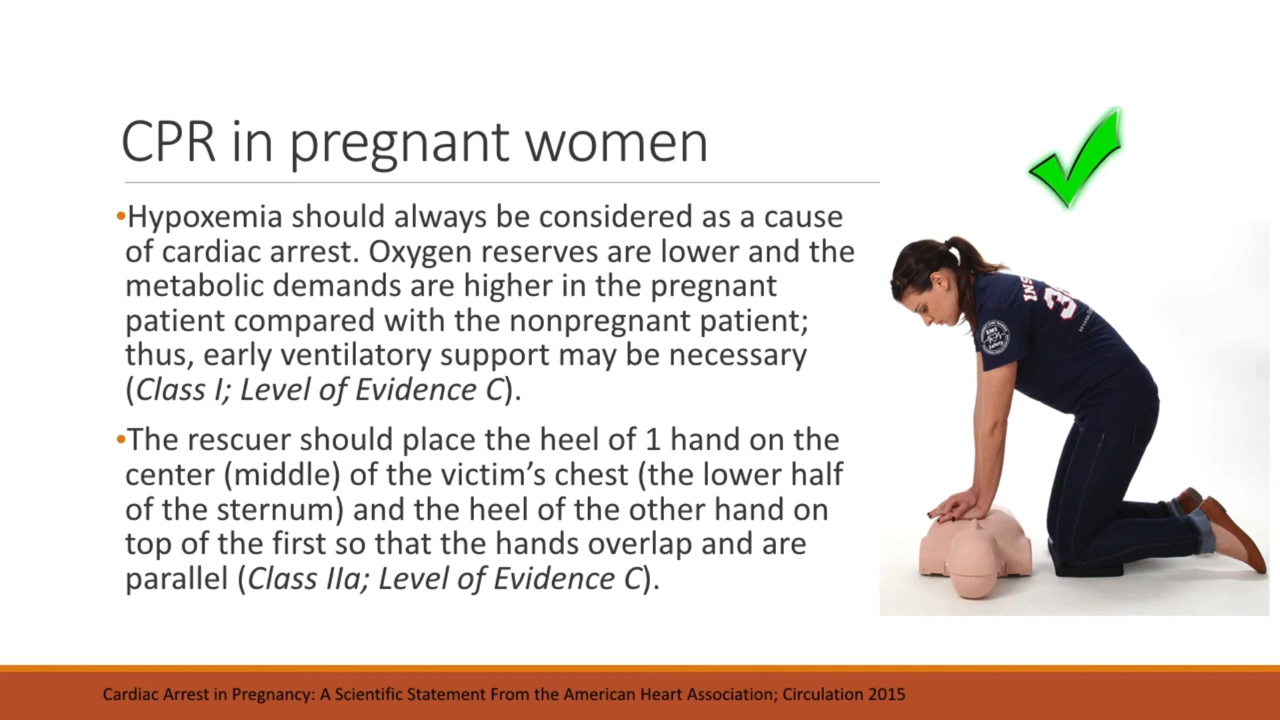 CPR in pregnant women
•Hypoxemia should always be considered as a cause
of cardiac arrest. Oxygen reserves are lower and the
metabolic demands are higher in the pregnant
patient compared with the nonpregnant patient;
thus, early ventilatory support may be necessary
(Class I; Level of Evidence C).
•The rescuer should place the heel of 1 hand on the
center (middle) of the victim’s chest (the lower half
of the sternum) and the heel of the other hand on
top of the first so that the hands overlap and are
parallel (Class IIa; Level of Evidence C).
Cardiac Arrest in Pregnancy: A Scientific Statement From the American Heart Association; Circulation 2015